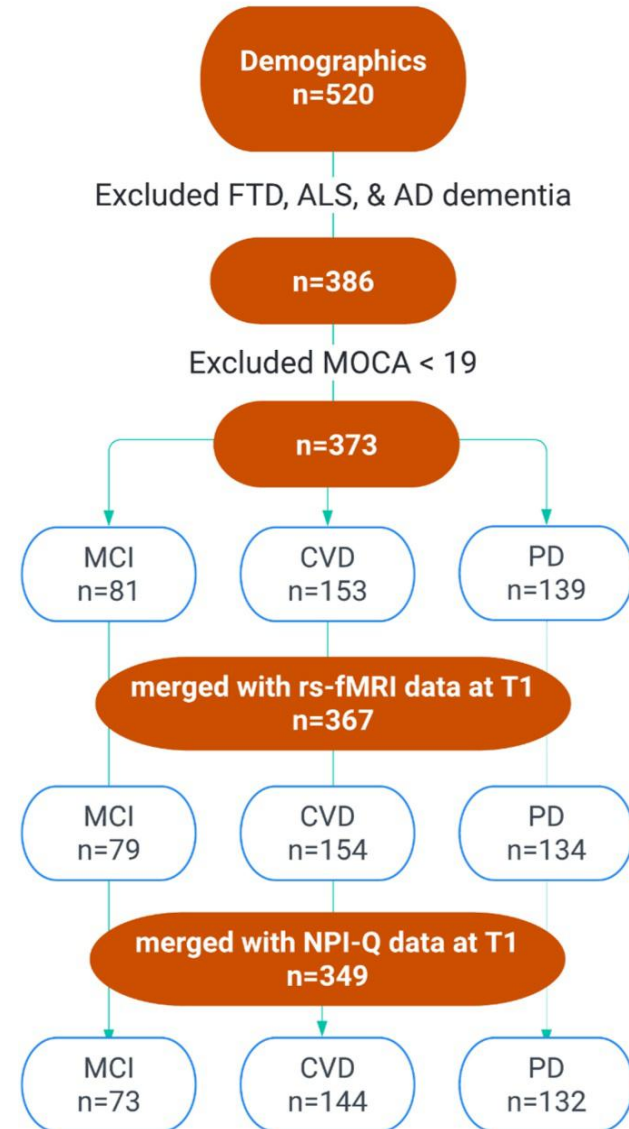 Demographics
n=520
Excluded FTD, ALS, & AD dementia
n=386
Excluded MOCA < 19
n=373
MCI
n=81
CVD
n=153
PD
n=139
merged with rs-fMRI data at T1
n=367
MCI
n=79
CVD
n=154
PD
n=134
merged with NPI-Q data at T1
n=349
MCI
n=73
CVD
n=144
PD
n=132